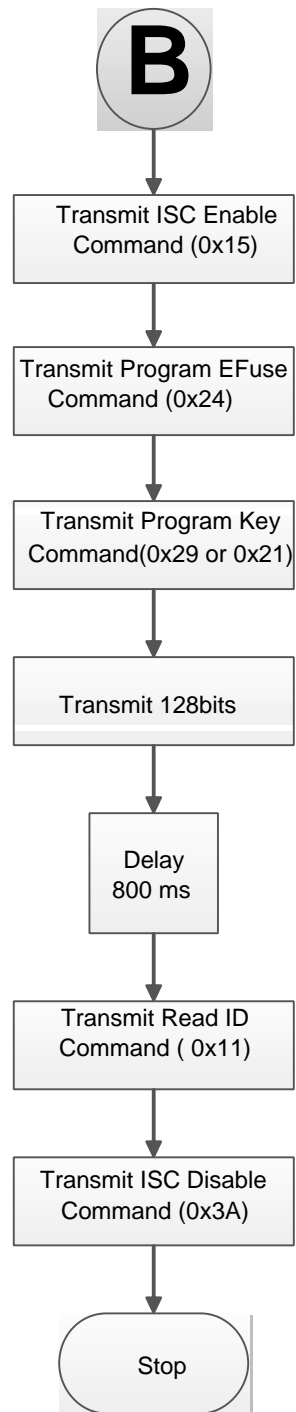 B
Transmit ISC Enable
Command (0x15)
Transmit Program EFuse
Command (0x24)
Transmit Program Key
Command(0x29 or 0x21)
Transmit 128bits
Delay
800 ms
Transmit Read ID
Command ( 0x11)
Transmit ISC Disable
Command (0x3A)
Stop